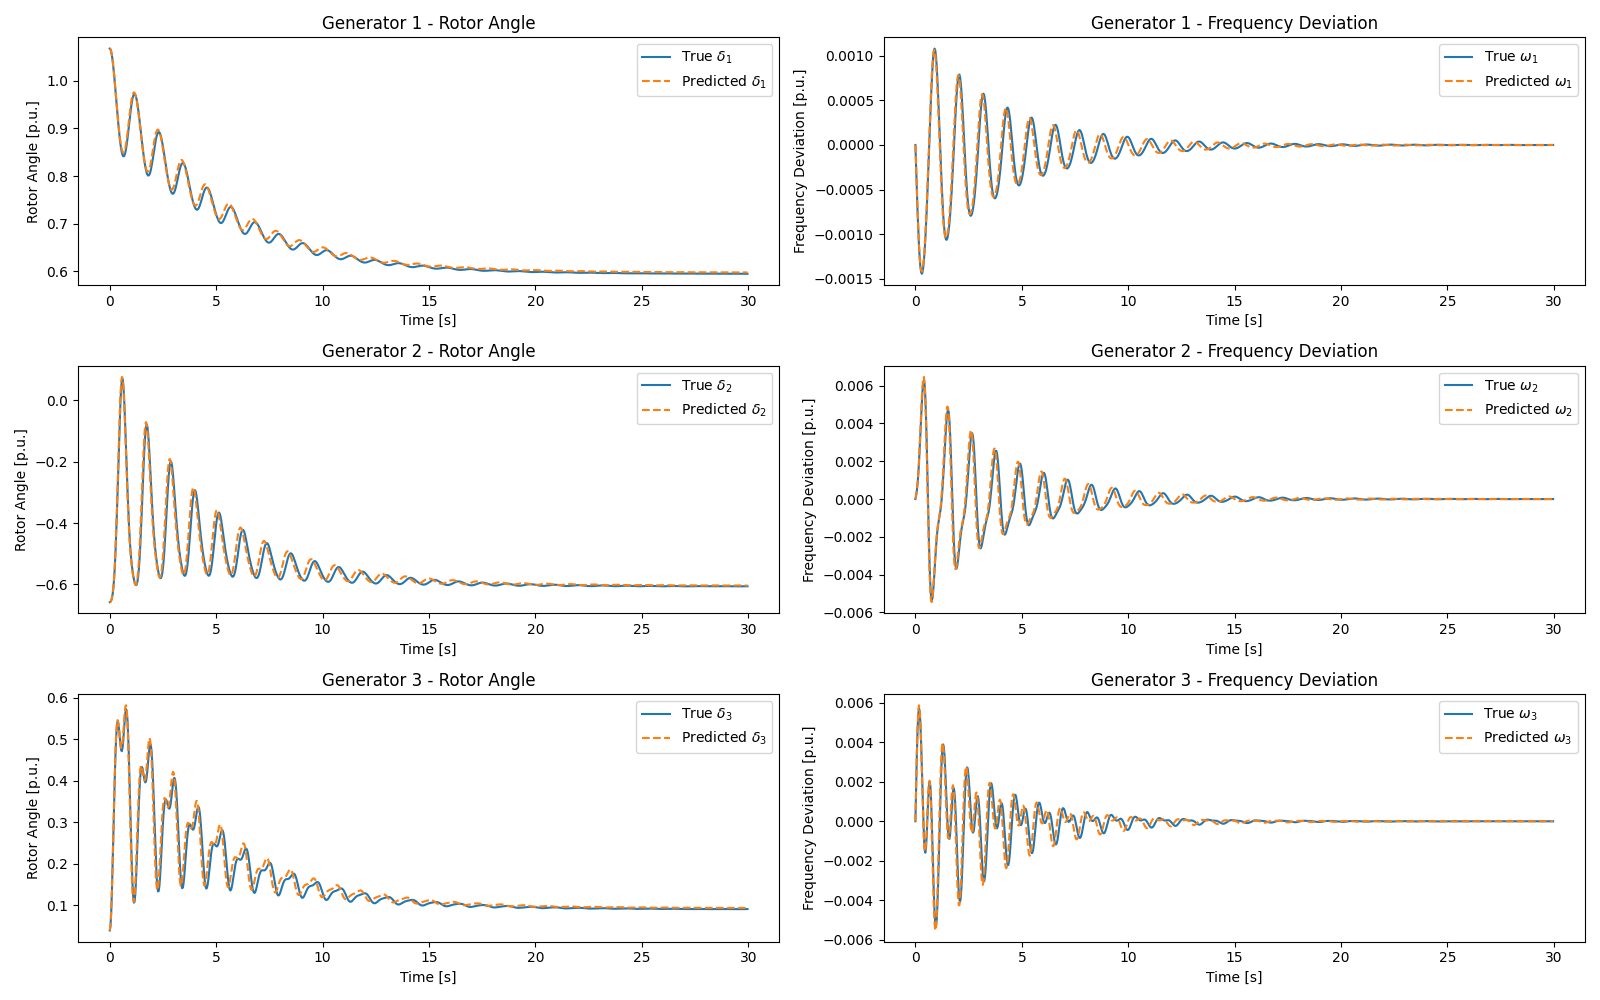 Generator 1 - Rotor Angle
Rotor Angle [p.u.]
1.0
0.9
0.8
0.7
0.6
True δ₁
Predicted δ₁
0 5 10 15 20 25 30
Time [s]
Generator 1 - Frequency Deviation
Frequency Deviation [p.u.]
0.0010
0.0005
0.0000
−0.0005
−0.0010
−0.0015
True ω₁
Predicted ω₁
0 5 10 15 20 25 30
Time [s]
Generator 2 - Rotor Angle
Rotor Angle [p.u.]
0.0
−0.2
−0.4
−0.6
True δ₂
Predicted δ₂
0 5 10 15 20 25 30
Time [s]
Generator 2 - Frequency Deviation
Frequency Deviation [p.u.]
0.006
0.004
0.002
0.000
−0.002
−0.004
−0.006
True ω₂
Predicted ω₂
0 5 10 15 20 25 30
Time [s]
Generator 3 - Rotor Angle
Rotor Angle [p.u.]
0.6
0.5
0.4
0.3
0.2
0.1
True δ₃
Predicted δ₃
0 5 10 15 20 25 30
Time [s]
Generator 3 - Frequency Deviation
Frequency Deviation [p.u.]
0.006
0.004
0.002
0.000
−0.002
−0.004
−0.006
True ω₃
Predicted ω₃
0 5 10 15 20 25 30
Time [s]